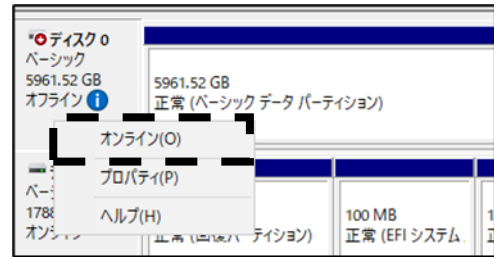 ディスク 0
ベーシック
5961.52 GB
オフライン
5961.52 GB
正常 (ベーシック データ パーティション)
オンライン(O)
プロパティ(P)
ヘルプ(H)
100 MB
正常 (EFI システム